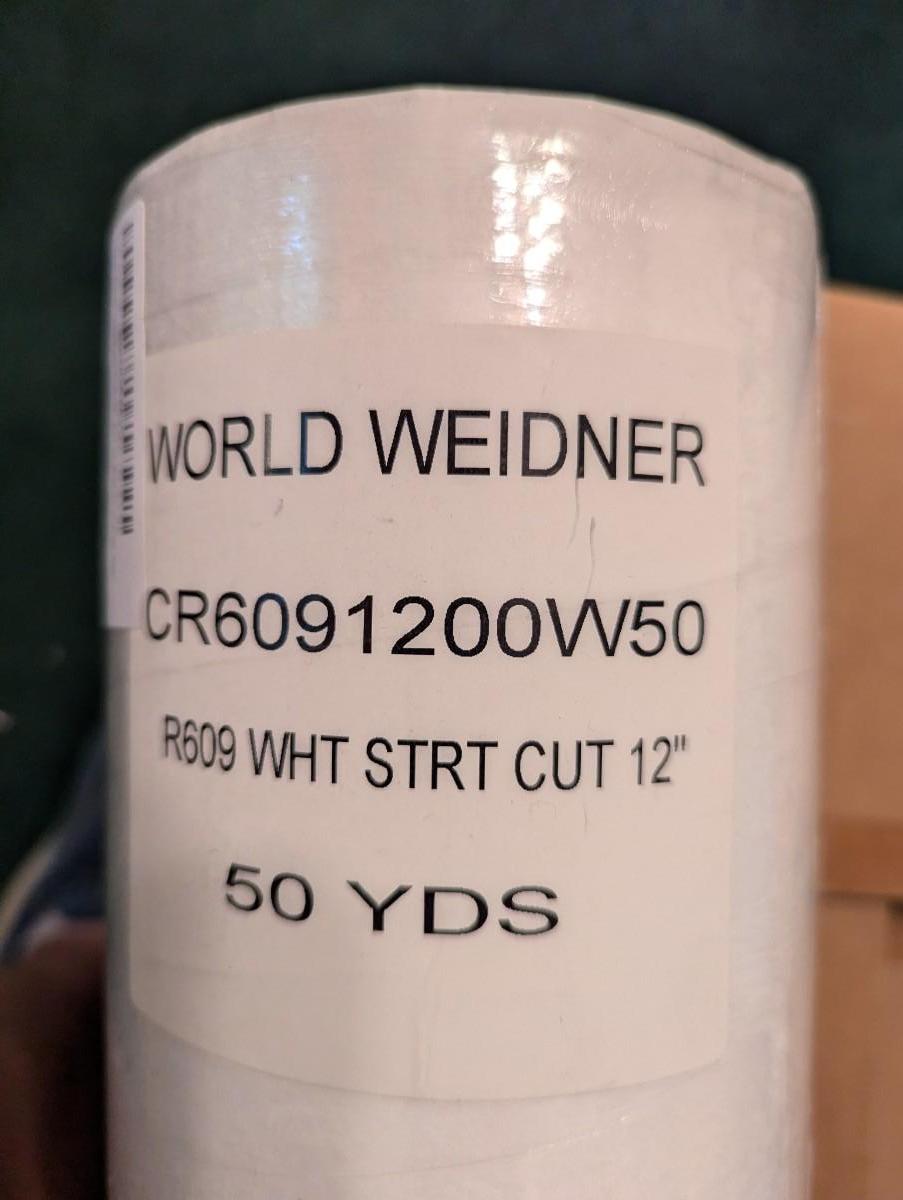 WORLD WEIDNER
CR6091200W50
R609 WHT STRT CUT 12"
50 YDS